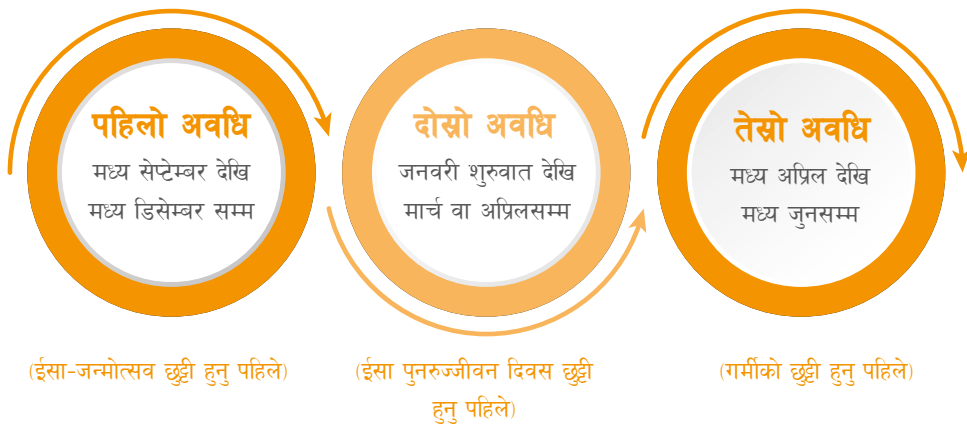 पहिलो अवधि
मध्य सेप्टेम्बर देखि
मध्य डिसेम्बर सम्म
(ईसा-जन्मोत्सव छुट्टी हुनु पहिले)
दोस्रो अवधि
जनवरी शुरुवात देखि
मार्च वा अप्रिलसम्म
(ईसा पुनरुज्जीवन दिवस छुट्टी
हुनु पहिले)
तेस्रो अवधि
मध्य अप्रिल देखि
मध्य जुनसम्म
(गर्मीको छुट्टी हुनु पहिले)